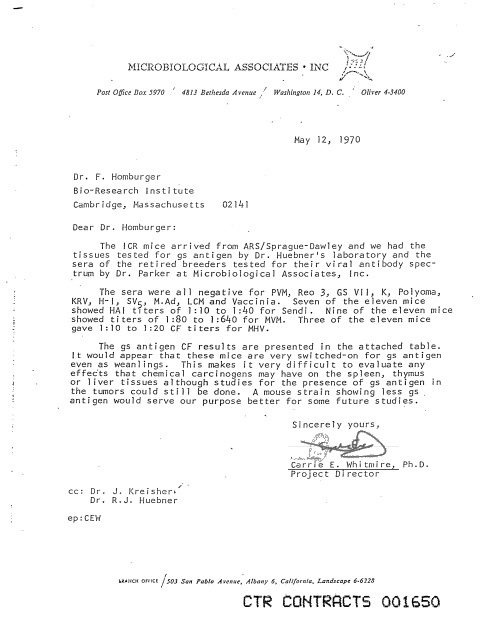 MICROBIOLOGICAL ASSOCIATES • INC
Post Office Box 5970 / 4813 Bethesda Avenue / Washington 14, D. C. / Oliver 4-3400
May 12, 1970
Dr. F. Homburger
Bio-Research Institute
Cambridge, Massachusetts 02141
Dear Dr. Homburger:
The ICR mice arrived from ARS/Sprague-Dawley and we had the
tissues tested for gs antigen by Dr. Huebner's laboratory and the
sera of the retired breeders tested for their viral antibody spec-
trum by Dr. Parker at Microbiological Associates, Inc.
The sera were all negative for PVM, Reo 3, GS VII, K, Polyoma,
KRV, H-I, SV5, M.Ad, LCM and Vaccinia. Seven of the eleven mice
showed HAI titers of 1:10 to 1:40 for Sendi. Nine of the eleven mice
showed titers of 1:80 to 1:640 for MVM. Three of the eleven mice
gave 1:10 to 1:20 CF titers for MHV.
The gs antigen CF results are presented in the attached table.
It would appear that these mice are very switched-on for gs antigen
even as weanlings. This makes it very difficult to evaluate any
effects that chemical carcinogens may have on the spleen, thymus
or liver tissues although studies for the presence of gs antigen in
the tumors could still be done. A mouse strain showing less gs
antigen would serve our purpose better for some future studies.
Sincerely yours,
Carrie E. Whitmire, Ph.D.
Project Director
cc: Dr. J. Kreisher
Dr. R.J. Huebner
ep:CEW
BRANCH OFFICE / 503 San Pablo Avenue, Albany 6, California, Landscape 6-6228
CTR CONTRACTS 001650